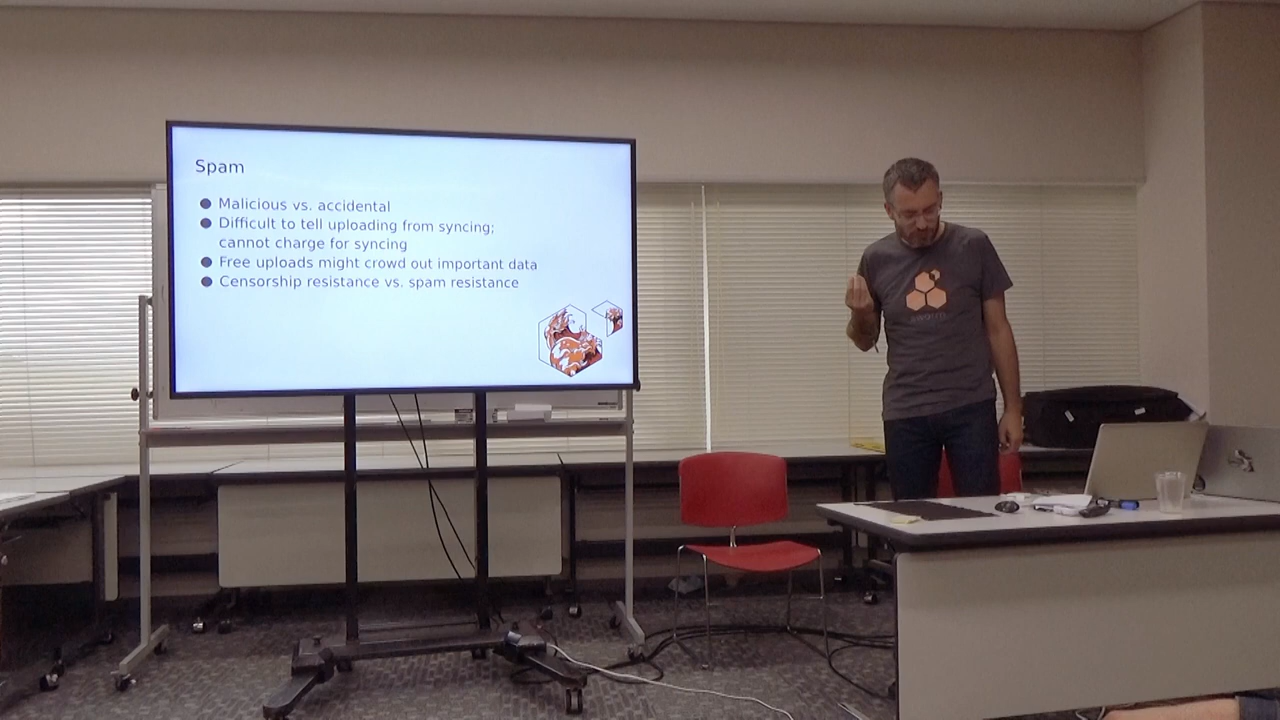 Spam
● Malicious vs. accidental
● Difficult to tell uploading from syncing;
cannot charge for syncing
● Free uploads might crowd out important data
● Censorship resistance vs. spam resistance
swarm